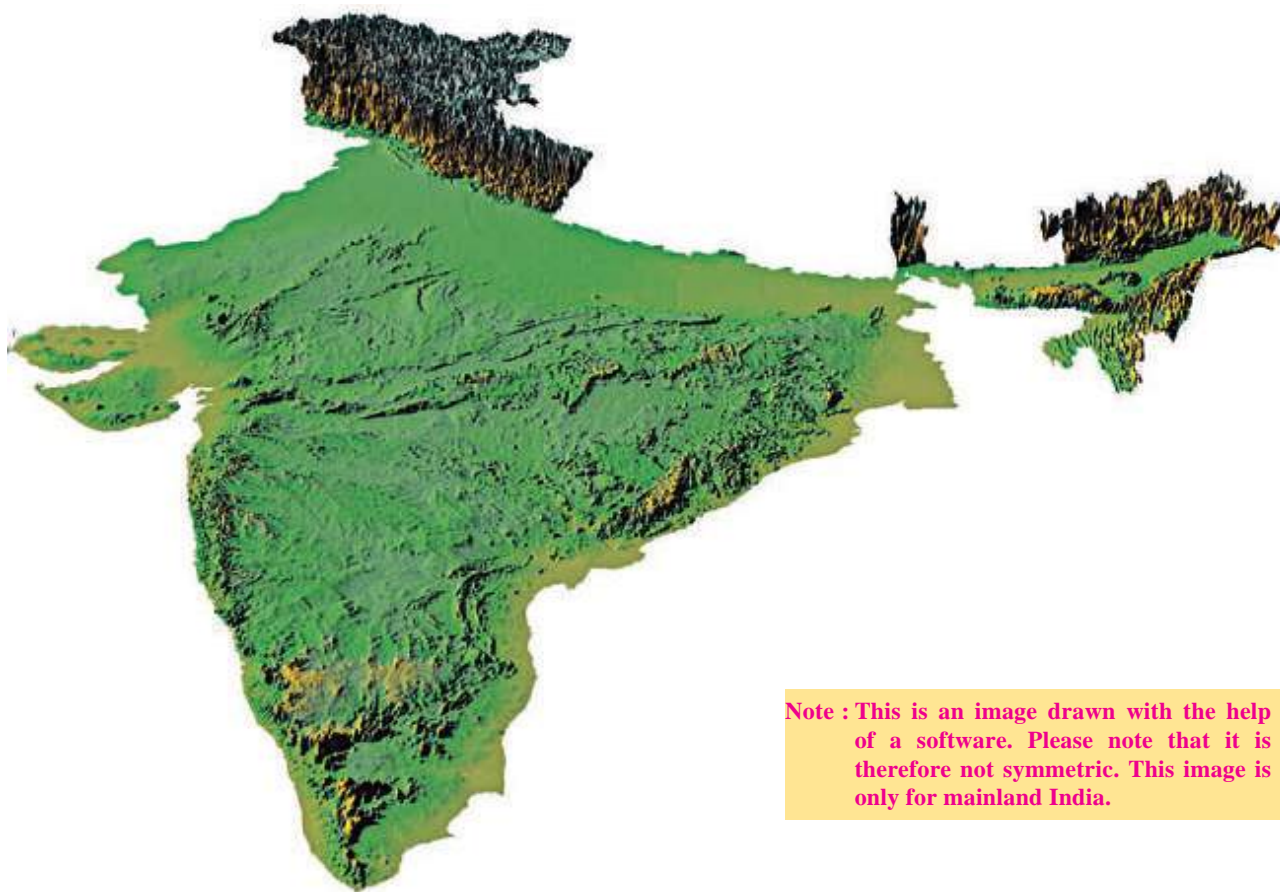 Note : This is an image drawn with the help
of a software. Please note that it is
therefore not symmetric. This image is
only for mainland India.